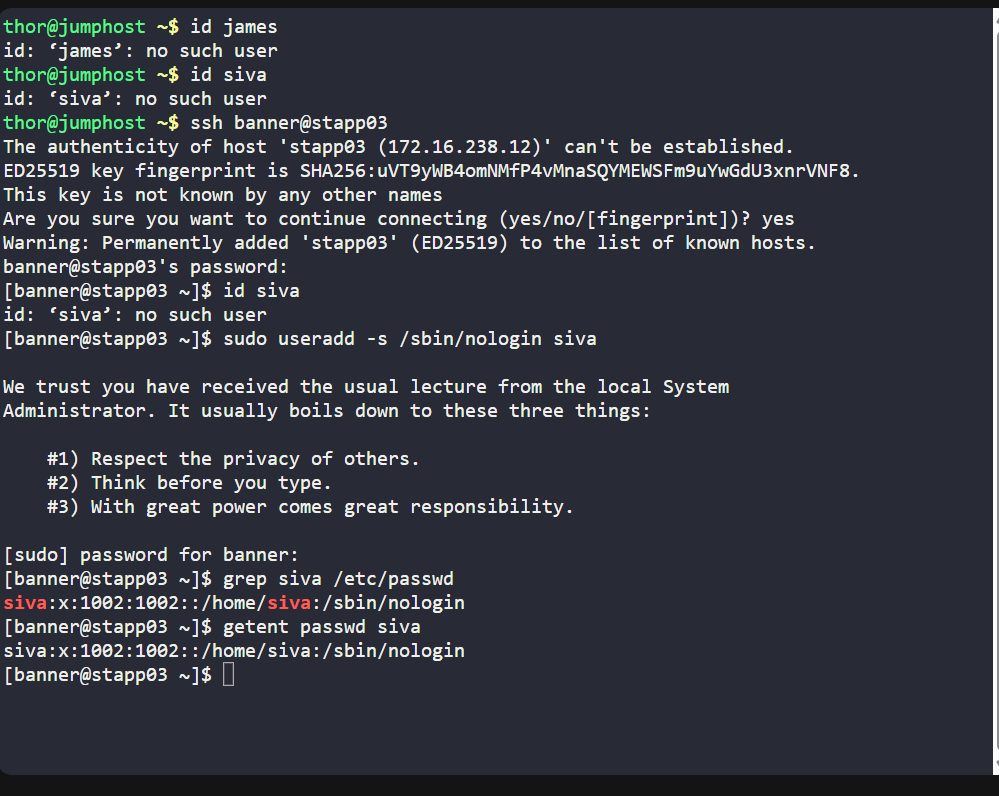 thor@jumphost ~$ id james
id: ‘james’: no such user
thor@jumphost ~$ id siva
id: ‘siva’: no such user
thor@jumphost ~$ ssh banner@stapp03
The authenticity of host 'stapp03 (172.16.238.12)' can't be established.
ED25519 key fingerprint is SHA256:uVT9yWB4omNMfP4vMnaSQYMEWSFm9uYwGdU3xnrVNF8.
This key is not known by any other names
Are you sure you want to continue connecting (yes/no/[fingerprint])? yes
Warning: Permanently added 'stapp03' (ED25519) to the list of known hosts.
banner@stapp03's password:
[banner@stapp03 ~]$ id siva
id: ‘siva’: no such user
[banner@stapp03 ~]$ sudo useradd -s /sbin/nologin siva
We trust you have received the usual lecture from the local System
Administrator. It usually boils down to these three things:
#1) Respect the privacy of others.
#2) Think before you type.
#3) With great power comes great responsibility.
[sudo] password for banner:
[banner@stapp03 ~]$ grep siva /etc/passwd
siva:x:1002:1002::/home/siva:/sbin/nologin
[banner@stapp03 ~]$ getent passwd siva
siva:x:1002:1002::/home/siva:/sbin/nologin
[banner@stapp03 ~]$